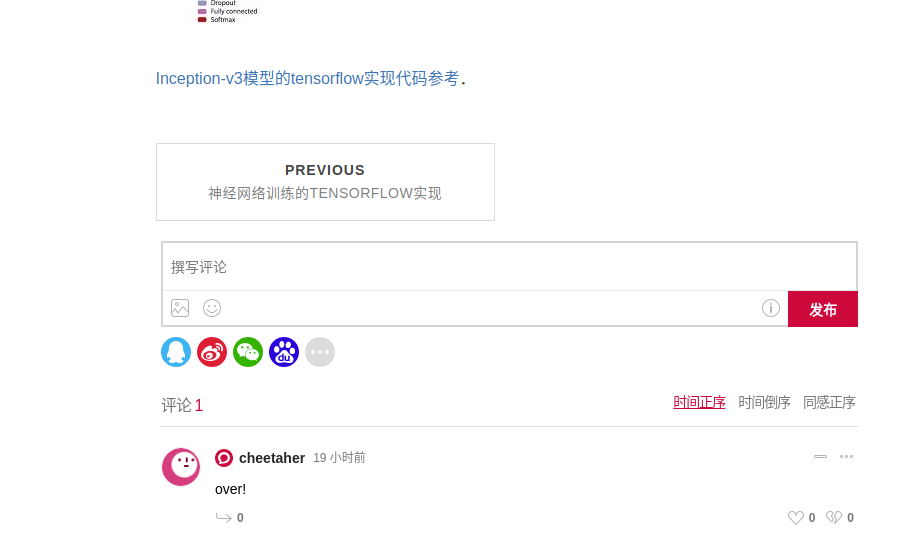 Dropout
Fully connected
Softmax
Inception-v3模型的tensorflow实现代码参考.
PREVIOUS
神经网络训练的TENSORFLOW实现
撰写评论
发布
du
评论 1
时间正序 时间倒序 同感正序
cheetaher 19 小时前
over!
0
0 0